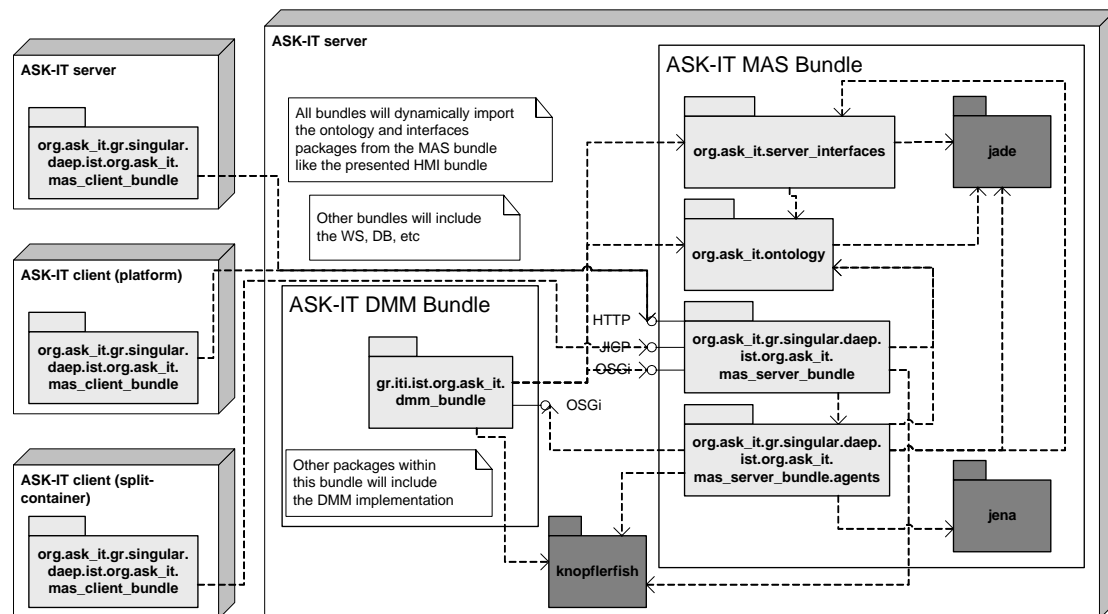 ASK-IT server
org.ask_it.gr.singular.
daep.ist.org.ask_it.
mas_client_bundle
ASK-IT client (platform)
org.ask_it.gr.singular.
daep.ist.org.ask_it.
mas_client_bundle
ASK-IT client (split-
container)
org.ask_it.gr.singular.
daep.ist.org.ask_it.
mas_client_bundle
ASK-IT server
All bundles will dynamically import
the ontology and interfaces
packages from the MAS bundle
like the presented HMI bundle
Other bundles will include
the WS, DB, etc
ASK-IT DMM Bundle
gr.iti.ist.org.ask_it.
dmm_bundle
OSGi
Other packages within
this bundle will include
the DMM implementation
knopflerfish
HTTP
JICP
OSGi
ASK-IT MAS Bundle
org.ask_it.server_interfaces
jade
org.ask_it.ontology
org.ask_it.gr.singular.daep.
ist.org.ask_it.
mas_server_bundle
org.ask_it.gr.singular.daep.
ist.org.ask_it.
mas_server_bundle.agents
jena